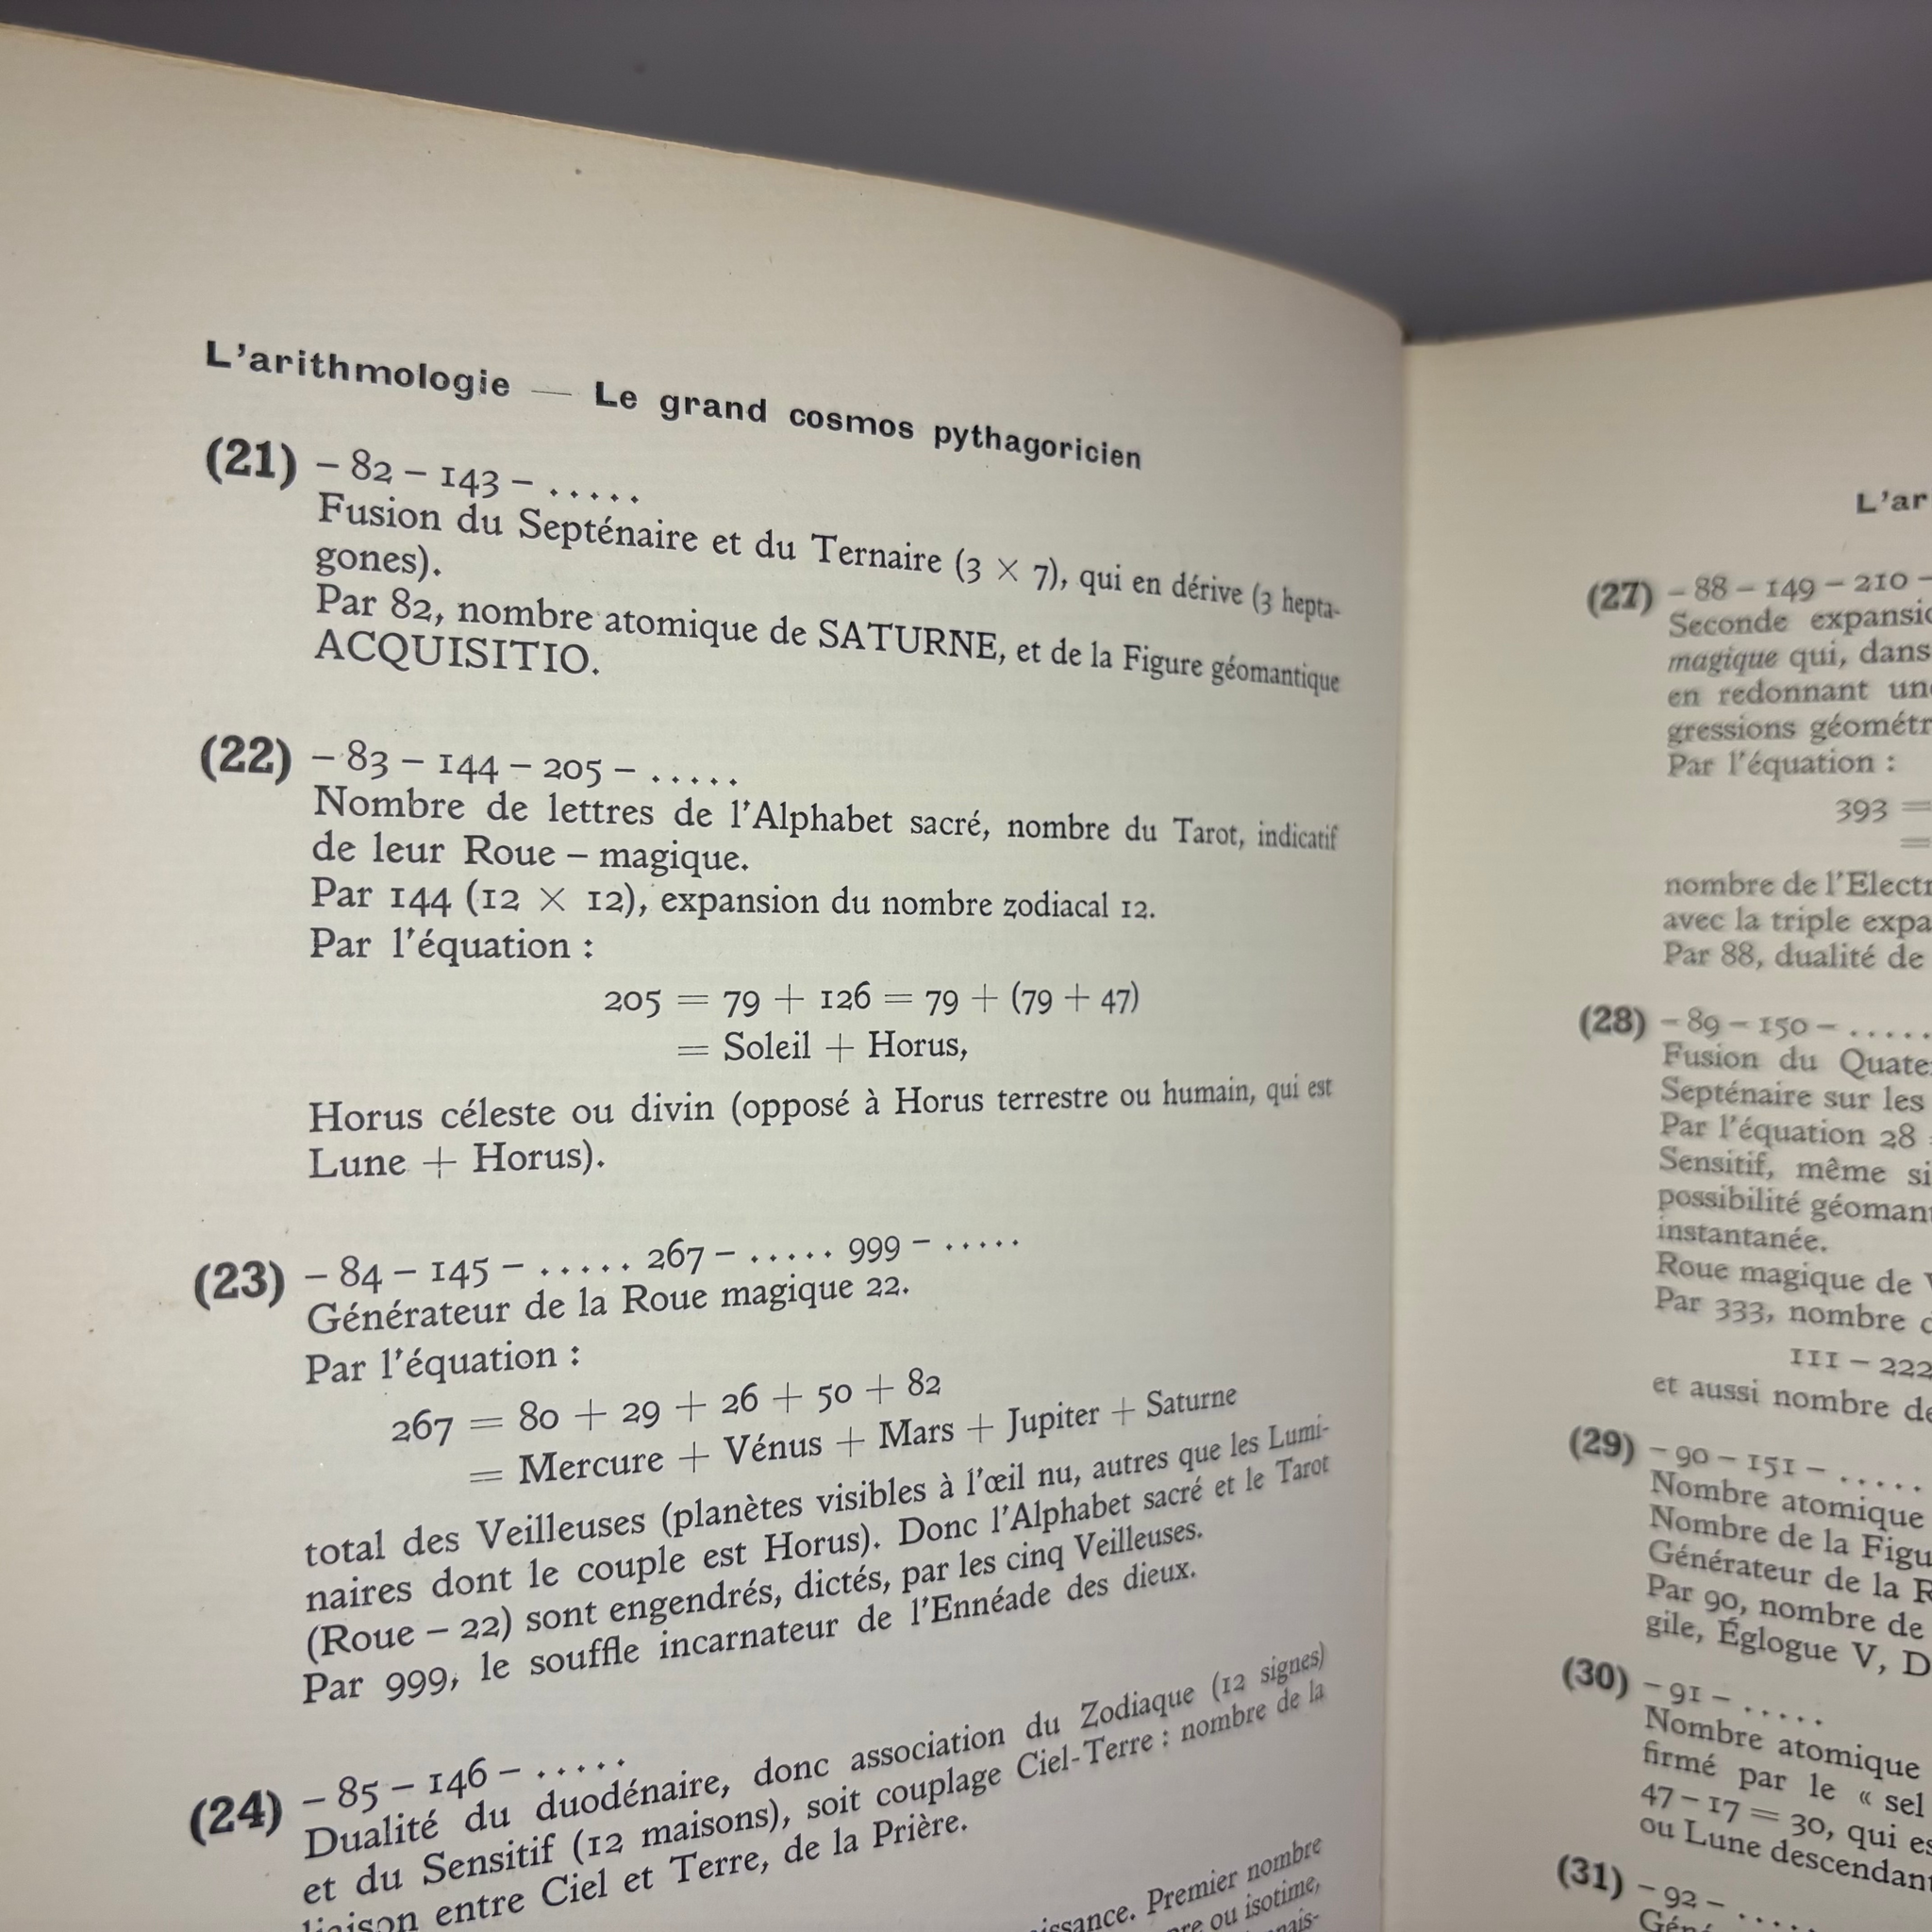 L'arithmologie — Le grand cosmos pythagoricien
(21) – 82 – 143 – . . . . .
Fusion du Septénaire et du Ternaire (3 × 7), qui en dérive (3 hepta-
gones).
Par 82, nombre atomique de SATURNE, et de la Figure géomantique
ACQUISITIO.
(22) – 83 – 144 – 205 – . . . . .
Nombre de lettres de l'Alphabet sacré, nombre du Tarot, indicatif
de leur Roue – magique.
Par 144 (12 × 12), expansion du nombre zodiacal 12.
Par l'équation :
205 = 79 + 126 = 79 + (79 + 47)
= Soleil + Horus,
Horus céleste ou divin (opposé à Horus terrestre ou humain, qui est
Lune + Horus).
(23) – 84 – 145 – . . . . . 267 – . . . . . 999 – . . . . .
Générateur de la Roue magique 22.
Par l'équation :
267 = 80 + 29 + 26 + 50 + 82
= Mercure + Vénus + Mars + Jupiter + Saturne
total des Veilleuses (planètes visibles à l'œil nu, autres que les Lumi-
naires dont le couple est Horus). Donc l'Alphabet sacré et le Tarot
(Roue – 22) sont engendrés, dictés, par les cinq Veilleuses.
Par 999, le souffle incarnateur de l'Ennéade des dieux.
(24) – 85 – 146 – . . . . .
Dualité du duodénaire, donc association du Zodiaque (12 signes)
et du Sensitif (12 maisons), soit couplage Ciel-Terre : nombre de la
liaison entre Ciel et Terre, de la Prière.
Premier nombre
ou isotime,
L'ar
(27) – 88 – 149 – 210 –
Seconde
magique qui, dans
en redonnant
Par l'équation :
393 =
=
nombre de
avec la triple
Par 88, dualité de
(28) – 89 – 150 – . . . . .
Fusion du
Septénaire sur les
Par l'équation 28
Sensitif, même
possibilité
instantanée.
Roue magique de
Par 333, nombre
111 – 222
et aussi nombre
(29) – 90 – 151 – . . . . .
Nombre atomique
Nombre de la
Générateur de la
Par 90, nombre de
gile, Églogue V,
(30) – 91 – . . . . .
Nombre atomique
firmé par le « sel
47 – 17 = 30, qui
ou Lune
(31) – 92 – . . . . .